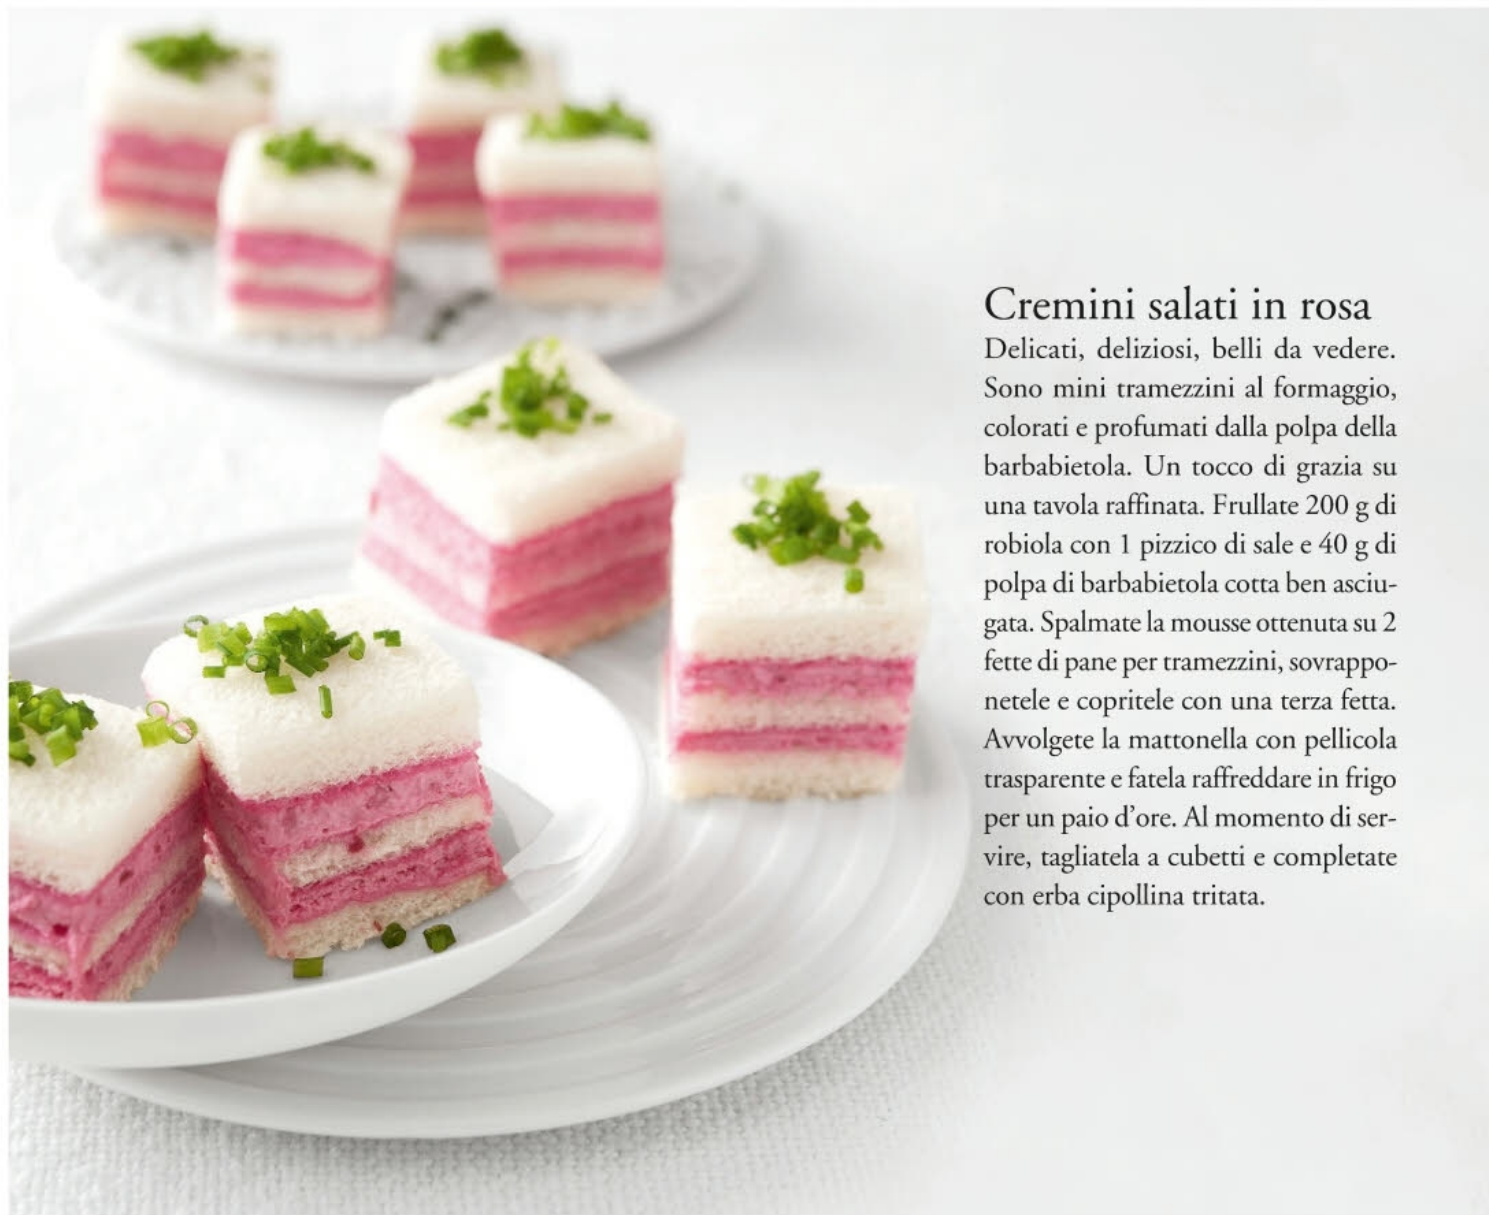 Cremini salati in rosa
Delicati, deliziosi, belli da vedere.
Sono mini tramezzini al formaggio,
colorati e profumati dalla polpa della
barbabietola. Un tocco di grazia su
una tavola raffinata. Frullate 200 g di
robiola con 1 pizzico di sale e 40 g di
polpa di barbabietola cotta ben asciu-
gata. Spalmate la mousse ottenuta su 2
fette di pane per tramezzini, sovrappo-
netele e copritele con una terza fetta.
Avvolgete la mattonella con pellicola
trasparente e fatela raffreddare in frigo
per un paio d'ore. Al momento di ser-
vire, tagliatela a cubetti e completate
con erba cipollina tritata.